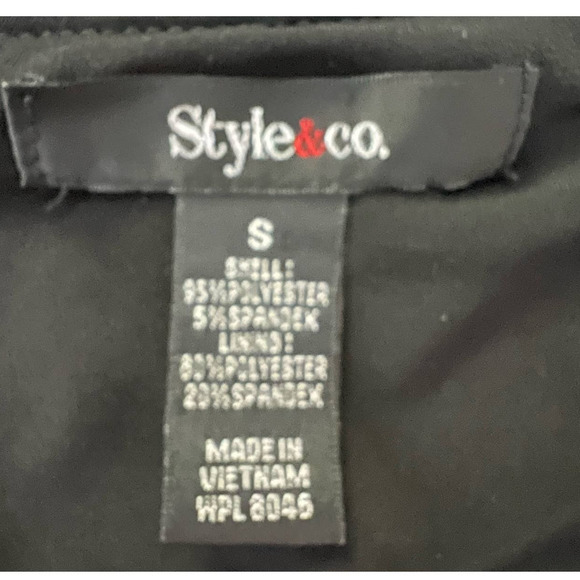 Style&co.
S
SHELL:
95%POLYESTER
5%SPANDEX
LINING:
80%POLYESTER
20%SPANDEX
MADE IN
VIETNAM
WPL 8046